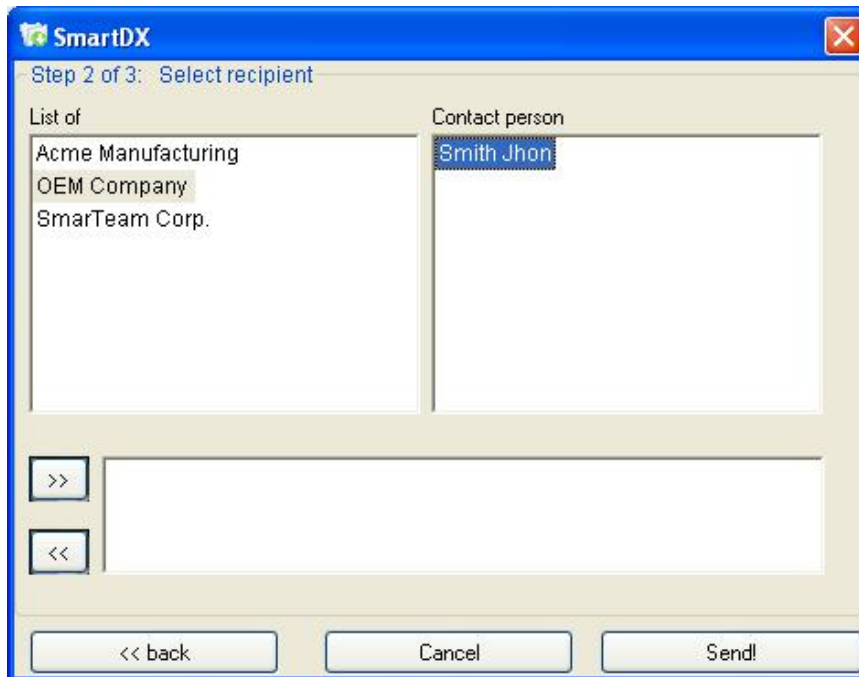 SmartDX
Step 2 of 3: Select recipient
List of
Contact person
Acme Manufacturing
OEM Company
SmarTeam Corp.
Smith Jhon
>>
<<
<< back
Cancel
Send!